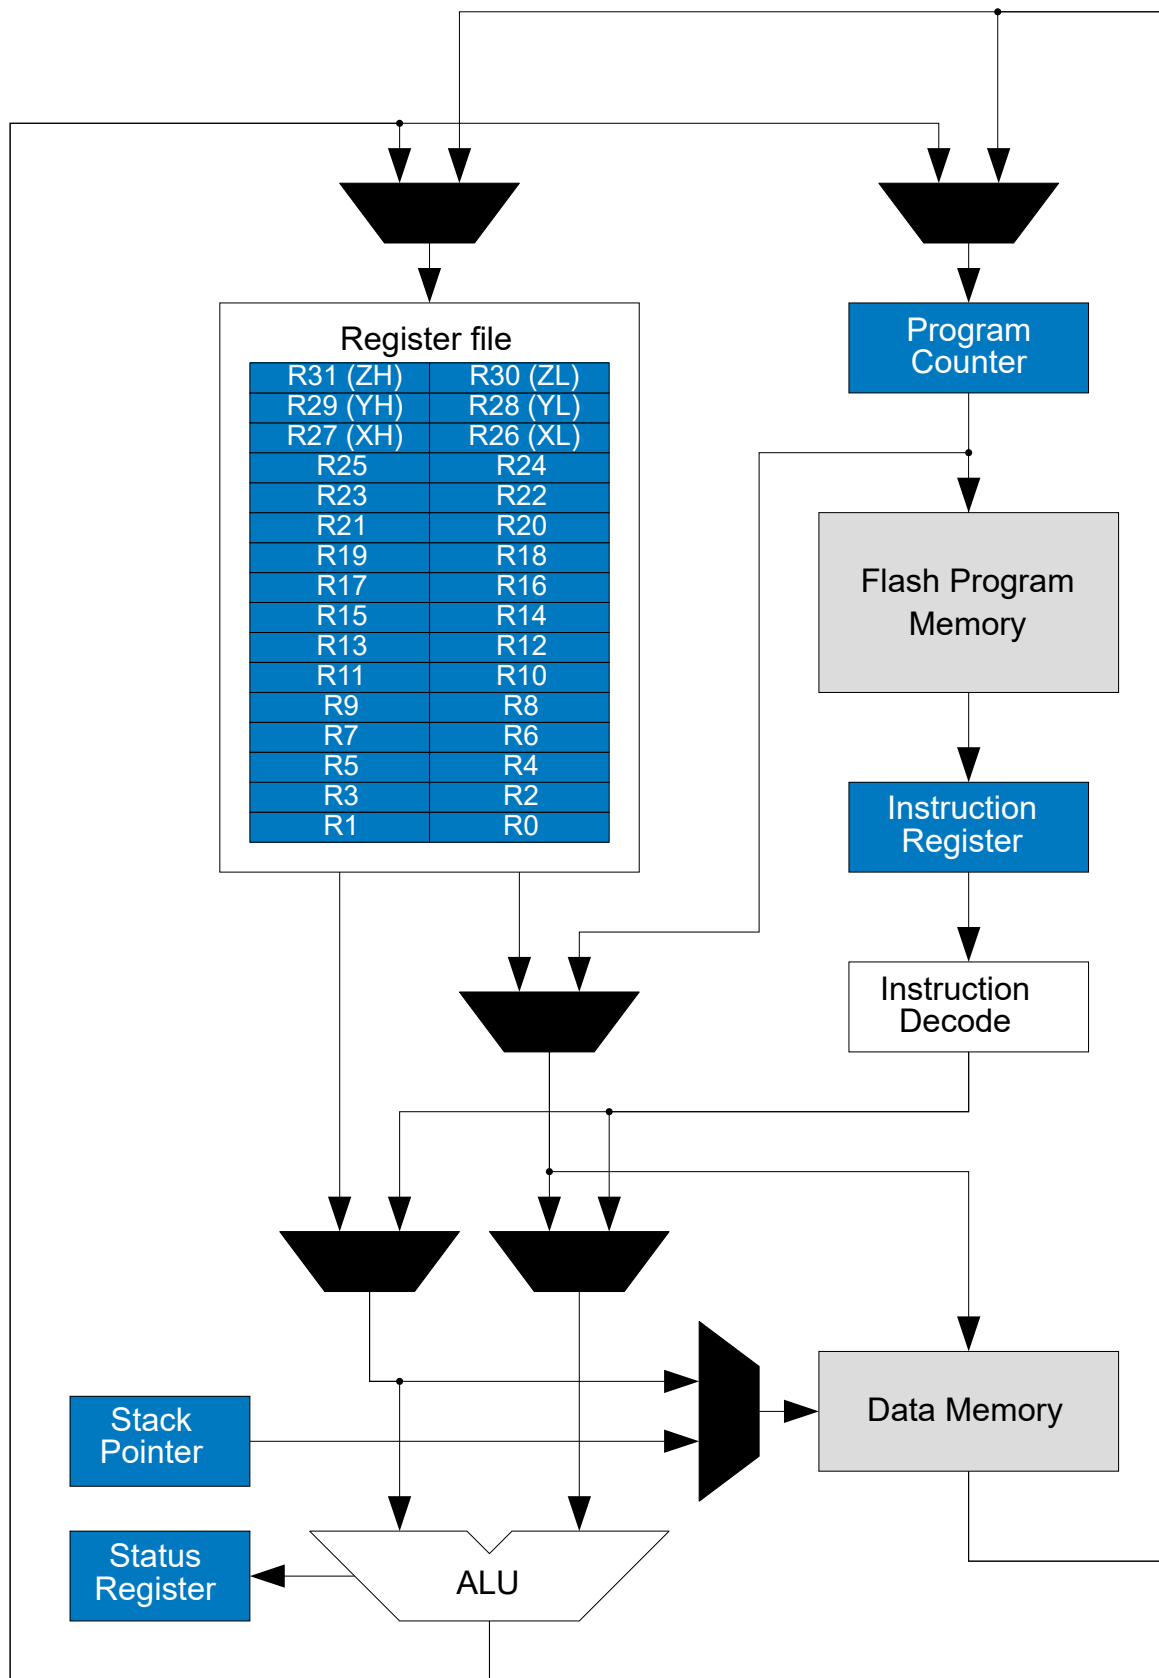 Register file
R31 (ZH) R30 (ZL)
R29 (YH) R28 (YL)
R27 (XH) R26 (XL)
R25 R24
R23 R22
R21 R20
R19 R18
R17 R16
R15 R14
R13 R12
R11 R10
R9 R8
R7 R6
R5 R4
R3 R2
R1 R0
Program
Counter
Flash Program
Memory
Instruction
Register
Instruction
Decode
Data Memory
Stack
Pointer
Status
Register
ALU